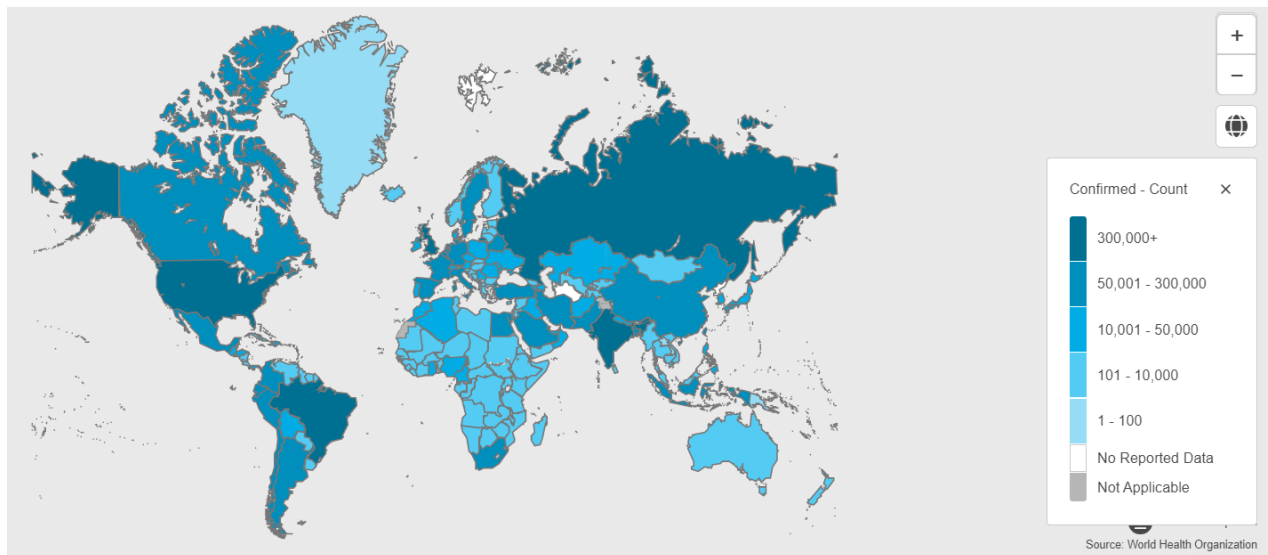 +
−
Confirmed - Count ×
300,000+
50,001 - 300,000
10,001 - 50,000
101 - 10,000
1 - 100
No Reported Data
Not Applicable
Source: World Health Organization